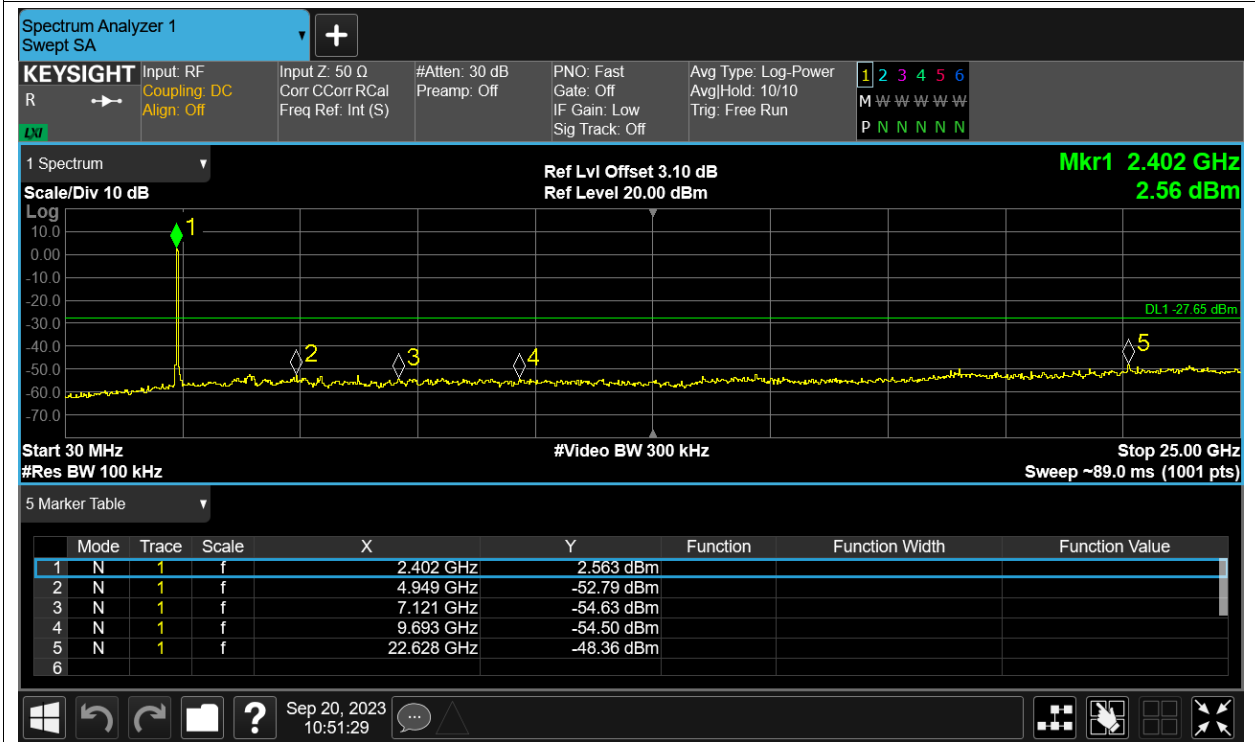 Spectrum Analyzer 1
Swept SA
KEYSIGHT
R
LXI
Input: RF
Coupling: DC
Align: Off
Input Z: 50 Ω
Corr CCorr RCal
Freq Ref: Int (S)
#Atten: 30 dB
Preamp: Off
PNO: Fast
Gate: Off
IF Gain: Low
Sig Track: Off
Avg Type: Log-Power
Avg|Hold: 10/10
Trig: Free Run
1 2 3 4 5 6
M W W W W W
P N N N N N
1 Spectrum
Scale/Div 10 dB
Ref Lvl Offset 3.10 dB
Ref Level 20.00 dBm
Mkr1 2.402 GHz
2.56 dBm
Log
10.0
0.00
-10.0
-20.0
-30.0
-40.0
-50.0
-60.0
-70.0
1
2
3
4
5
DL1 -27.65 dBm
Start 30 MHz
#Res BW 100 kHz
#Video BW 300 kHz
Stop 25.00 GHz
Sweep ~89.0 ms (1001 pts)
5 Marker Table
Mode Trace Scale X Y Function Function Width Function Value
1 N 1 f 2.402 GHz 2.563 dBm
2 N 1 f 4.949 GHz -52.79 dBm
3 N 1 f 7.121 GHz -54.63 dBm
4 N 1 f 9.693 GHz -54.50 dBm
5 N 1 f 22.628 GHz -48.36 dBm
6
?
Sep 20, 2023
10:51:29